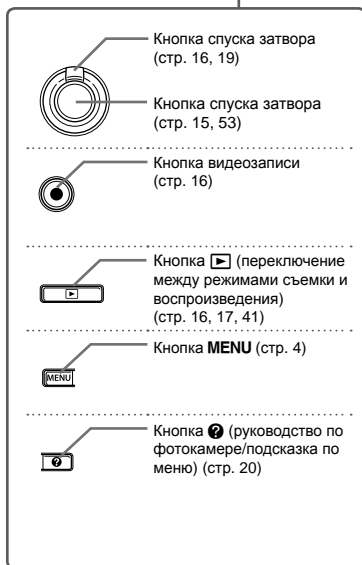 Кнопка спуска затвора
(стр. 16, 19)
Кнопка спуска затвора
(стр. 15, 53)
Кнопка видеозаписи
(стр. 16)
Кнопка ▶ (переключение
между режимами съемки и
воспроизведения)
(стр. 16, 17, 41)
Кнопка MENU (стр. 4)
MENU
Кнопка ? (руководство по
фотокамере/подсказка по
меню) (стр. 20)
?